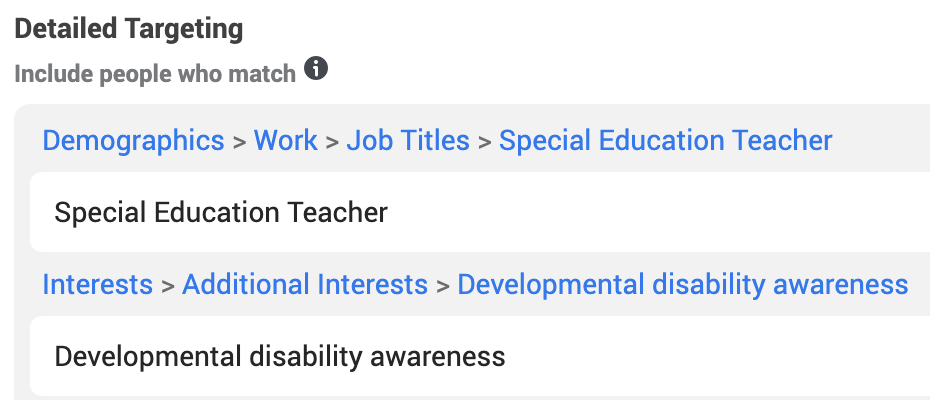 Detailed Targeting
Include people who match
Demographics > Work > Job Titles > Special Education Teacher
Special Education Teacher
Interests > Additional Interests > Developmental disability awareness
Developmental disability awareness